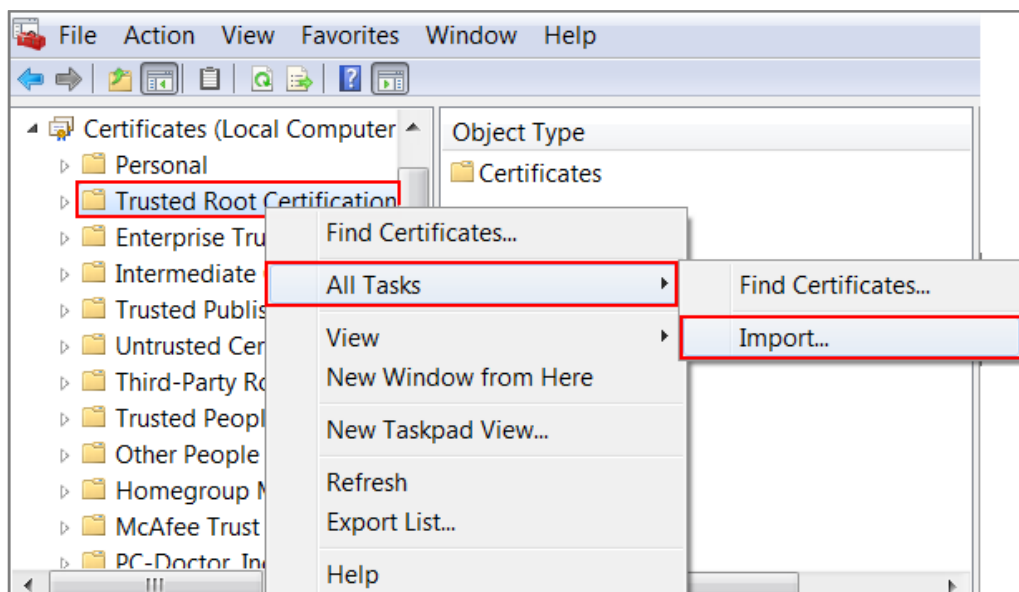 File Action View Favorites Window Help
Certificates (Local Computer
Personal
Trusted Root Certification
Enterprise Tru
Intermediate
Trusted Publis
Untrusted Cer
Third-Party Ro
Trusted Peopl
Other People
Homegroup M
McAfee Trust
PC-Doctor, In
Object Type
Certificates
Find Certificates...
All Tasks
View
New Window from Here
New Taskpad View...
Refresh
Export List...
Help
Find Certificates...
Import...